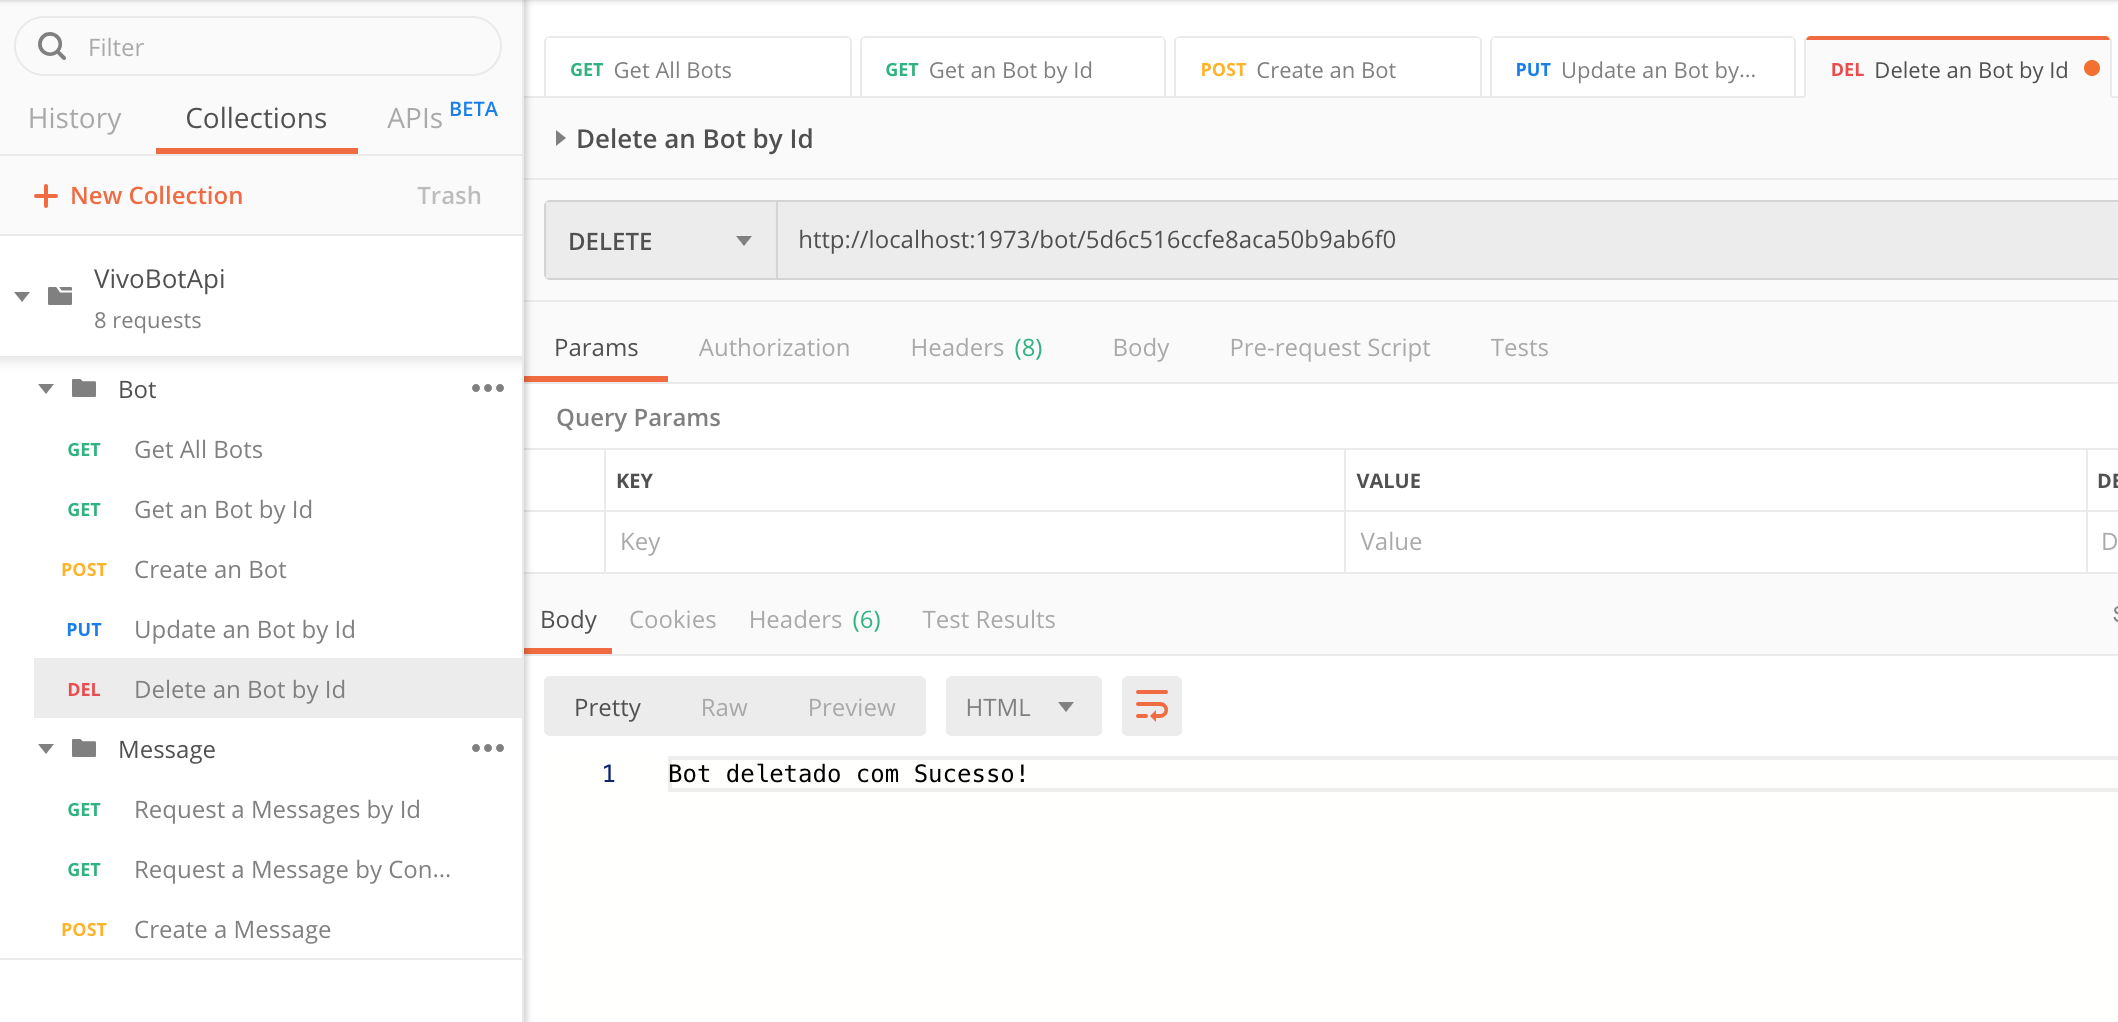 Filter
History
Collections
APIs BETA
New Collection
Trash
VivoBotApi
8 requests
Bot
GET Get All Bots
GET Get an Bot by Id
POST Create an Bot
PUT Update an Bot by Id
DEL Delete an Bot by Id
Message
GET Request a Messages by Id
GET Request a Message by Con...
POST Create a Message
GET Get All Bots
GET Get an Bot by Id
POST Create an Bot
PUT Update an Bot by...
DEL Delete an Bot by Id
Delete an Bot by Id
DELETE
http://localhost:1973/bot/5d6c516ccfe8aca50b9ab6f0
Params
Authorization
Headers (8)
Body
Pre-request Script
Tests
Query Params
KEY
VALUE
Key
Value
Body
Cookies
Headers (6)
Test Results
Pretty
Raw
Preview
HTML
1 Bot deletado com Sucesso!